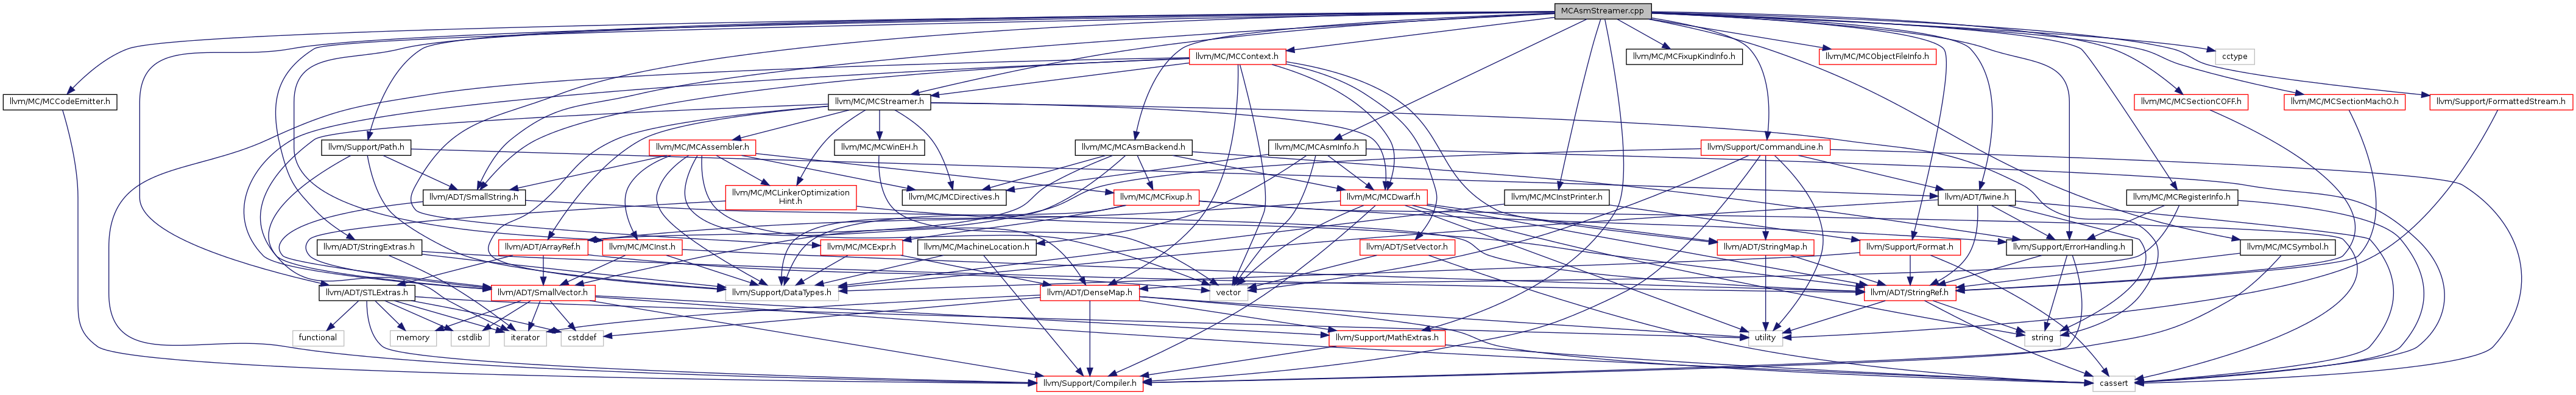 MCAsmStreamer.cpp
llvm/MC/MCContext.h
llvm/MC/MCFixupKindInfo.h
llvm/MC/MCObjectFileInfo.h
cctype
llvm/MC/MCCodeEmitter.h
llvm/MC/MCStreamer.h
llvm/MC/MCSectionCOFF.h
llvm/MC/MCSectionMachO.h
llvm/Support/FormattedStream.h
llvm/Support/Path.h
llvm/MC/MCAssembler.h
llvm/MC/MCWinEH.h
llvm/MC/MCAsmBackend.h
llvm/MC/MCAsmInfo.h
llvm/Support/CommandLine.h
llvm/ADT/SmallString.h
llvm/MC/MCLinkerOptimization
Hint.h
llvm/MC/MCDirectives.h
llvm/MC/MCFixup.h
llvm/MC/MCDwarf.h
llvm/MC/MCInstPrinter.h
llvm/ADT/Twine.h
llvm/MC/MCRegisterInfo.h
llvm/ADT/StringExtras.h
llvm/ADT/ArrayRef.h
llvm/MC/MCInst.h
llvm/MC/MCExpr.h
llvm/MC/MachineLocation.h
llvm/ADT/SetVector.h
llvm/ADT/StringMap.h
llvm/Support/Format.h
llvm/Support/ErrorHandling.h
llvm/MC/MCSymbol.h
llvm/ADT/STLExtras.h
llvm/ADT/SmallVector.h
llvm/Support/DataTypes.h
llvm/ADT/DenseMap.h
vector
llvm/ADT/StringRef.h
functional
memory
cstdlib
iterator
cstddef
llvm/Support/MathExtras.h
utility
string
llvm/Support/Compiler.h
cassert